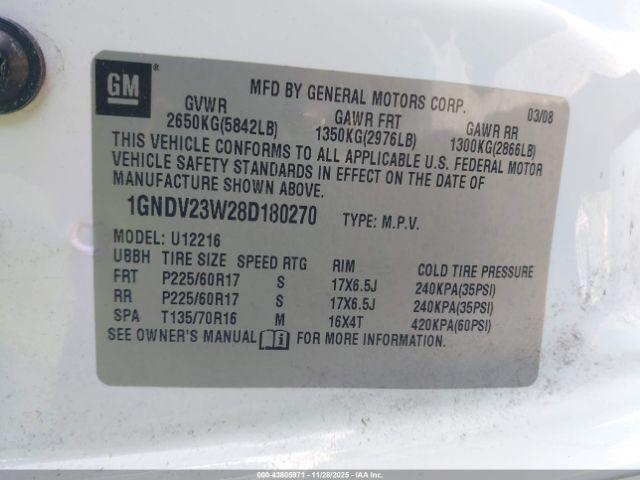 GM ®
MFD BY GENERAL MOTORS CORP. 03/08
GVWR GAWR FRT GAWR RR
2650KG(5842LB) 1350KG(2976LB) 1300KG(2866LB)
THIS VEHICLE CONFORMS TO ALL APPLICABLE U.S. FEDERAL MOTOR
VEHICLE SAFETY STANDARDS IN EFFECT ON THE DATE OF
MANUFACTURE SHOWN ABOVE.
1GNDV23W28D180270 TYPE: M.P.V.
MODEL: U12216
UBBH TIRE SIZE SPEED RTG RIM COLD TIRE PRESSURE
FRT P225/60R17 S 17X6.5J 240KPA(35PSI)
RR P225/60R17 S 17X6.5J 240KPA(35PSI)
SPA T135/70R16 M 16X4T 420KPA(60PSI)
SEE OWNER'S MANUAL i FOR MORE INFORMATION.
000-43805971 - 11/28/2025 - IAAI.COM